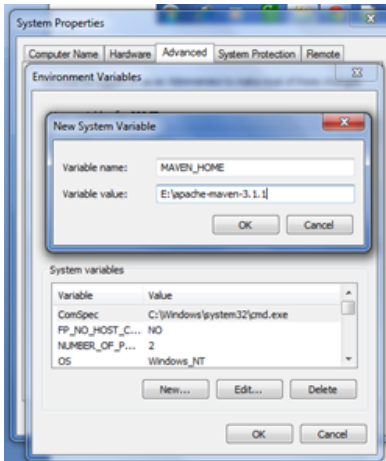 System Properties
Computer Name Hardware Advanced System Protection Remote
Environment Variables
New System Variable
Variable name: MAVEN_HOME
Variable value: E:\apache-maven-3.1.1
OK Cancel
System variables
Variable Value
ComSpec C:\Windows\system32\cmd.exe
FP_NO_HOST_C... NO
NUMBER_OF_P... 2
OS Windows_NT
New... Edit... Delete
OK Cancel